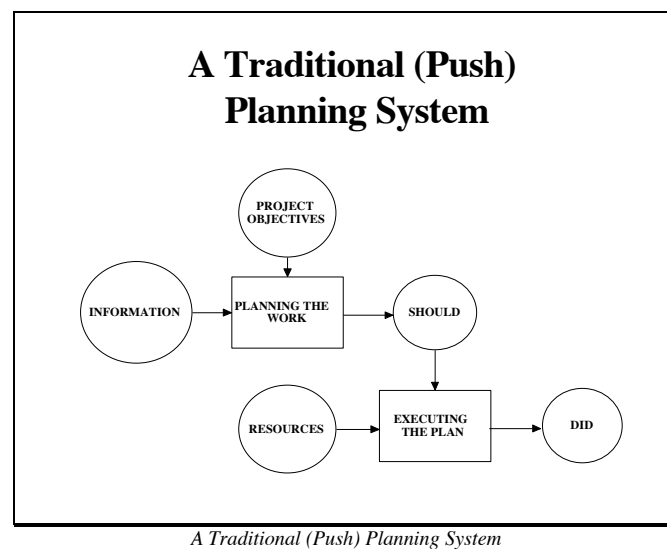 A Traditional (Push)
Planning System
PROJECT
OBJECTIVES
INFORMATION
PLANNING THE
WORK
SHOULD
RESOURCES
EXECUTING
THE PLAN
DID
A Traditional (Push) Planning System